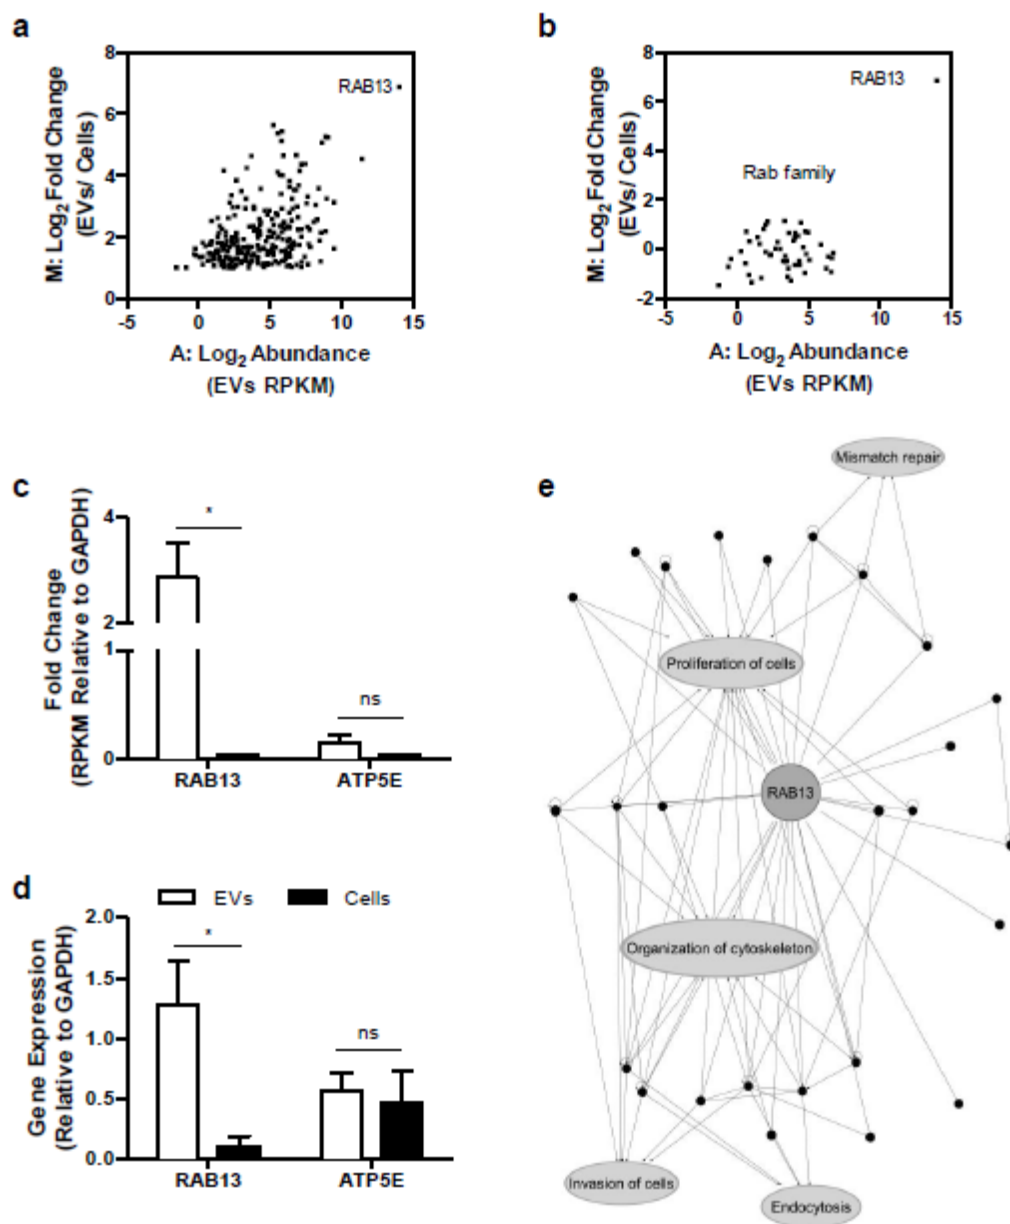 a
M: Log2 Fold Change
(EVs/ Cells)
8
6
4
2
0
-5
0
5
10
15
RAB13
A: Log2 Abundance
(EVs RPKM)
b
M: Log2 Fold Change
(EVs/ Cells)
8
6
4
2
0
-2
-5
0
5
10
15
RAB13
Rab family
A: Log2 Abundance
(EVs RPKM)
c
Fold Change
(RPKM Relative to GAPDH)
4
2
1
0
*
ns
RAB13
ATP5E
d
EVs
Cells
Gene Expression
(Relative to GAPDH)
2.0
1.5
1.0
0.5
0.0
*
ns
RAB13
ATP5E
e
Mismatch repair
Proliferation of cells
RAB13
Organization of cytoskeleton
Invasion of cells
Endocytosis